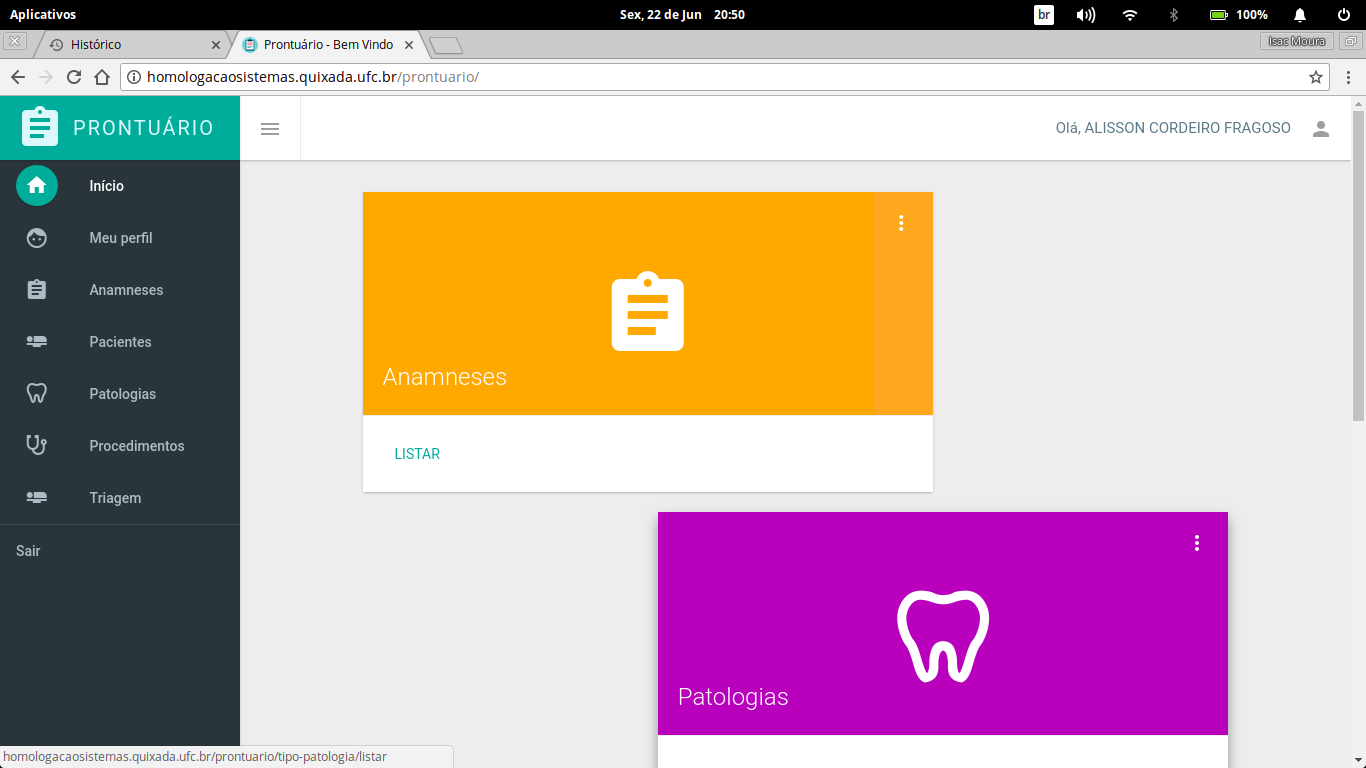 Aplicativos
Sex, 22 de Jun 20:50
br
100%
Histórico
Prontuário - Bem Vindo
Isac Moura
homologacaosistemas.quixada.ufc.br/prontuario/
PRONTUÁRIO
Olá, ALISSON CORDEIRO FRAGOSO
Início
Meu perfil
Anamneses
Pacientes
Patologias
Procedimentos
Triagem
Sair
Anamneses
LISTAR
Patologias
homologacaosistemas.quixada.ufc.br/prontuario/tipo-patologia/listar